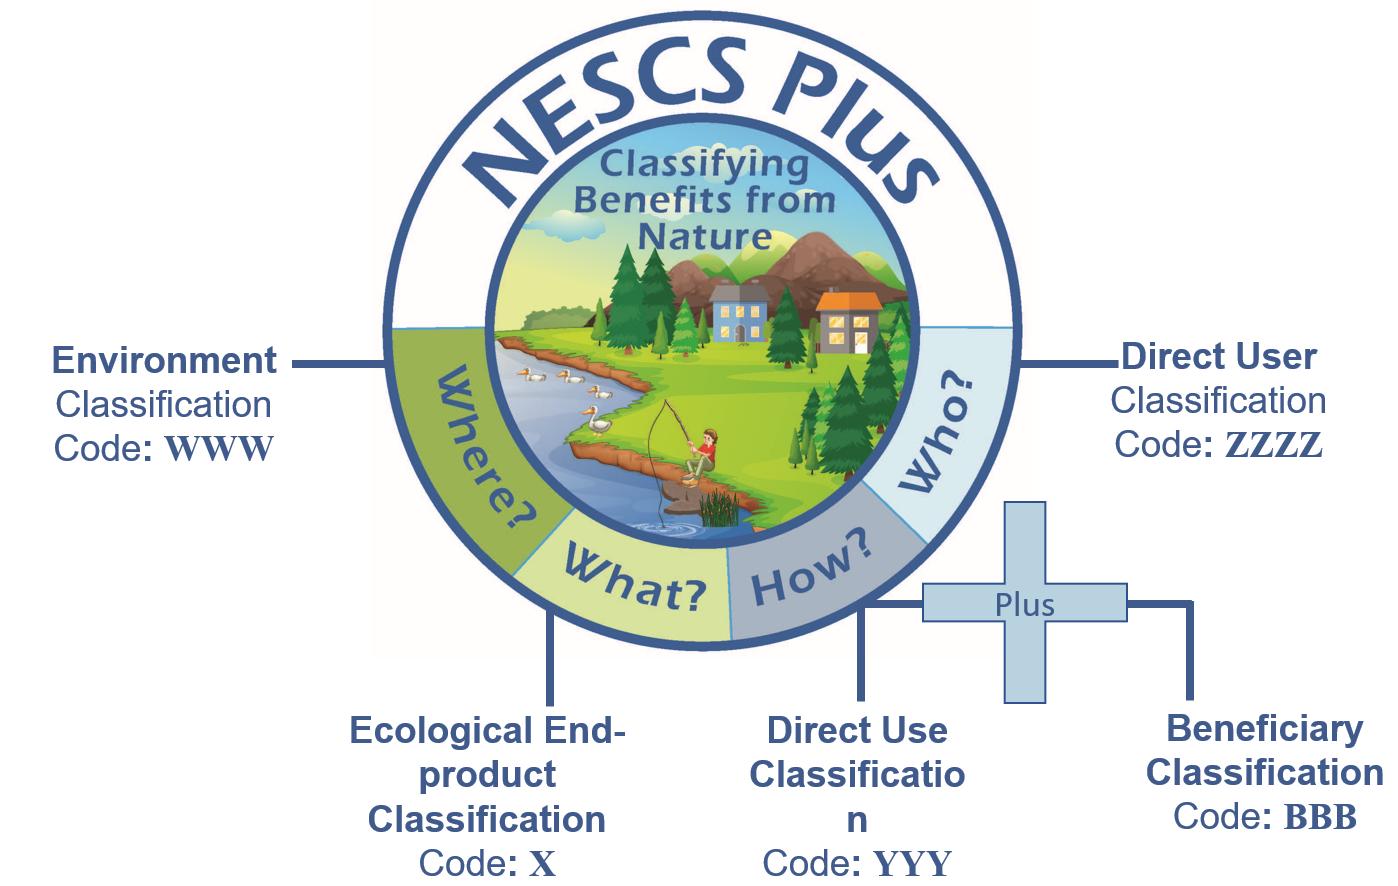 NESCS Plus
Classifying
Benefits from
Nature
Where?
What?
How?
Who?
Environment
Classification
Code: WWW
Direct User
Classification
Code: ZZZZ
Plus
Ecological End-
product
Classification
Code: X
Direct Use
Classificatio
n
Code: YYY
Beneficiary
Classification
Code: BBB